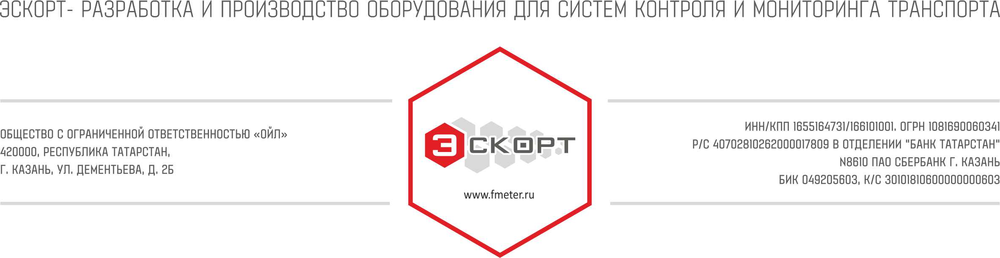 ЭСКОРТ- РАЗРАБОТКА И ПРОИЗВОДСТВО ОБОРУДОВАНИЯ ДЛЯ СИСТЕМ КОНТРОЛЯ И МОНИТОРИНГА ТРАНСПОРТА
ОБЩЕСТВО С ОГРАНИЧЕННОЙ ОТВЕТСТВЕННОСТЬЮ «ОЙЛ»
420000, РЕСПУБЛИКА ТАТАРСТАН,
Г. КАЗАНЬ, УЛ. ДЕМЕНТЬЕВА, Д. 2Б
ЭСКОРТ
www.fmeter.ru
ИНН/КПП 1655164731/166101001. ОГРН 1081690060341
Р/С 40702810262000017809 В ОТДЕЛЕНИИ "БАНК ТАТАРСТАН"
N8610 ПАО СБЕРБАНК Г. КАЗАНЬ
БИК 049205603, К/С 30101810600000000603